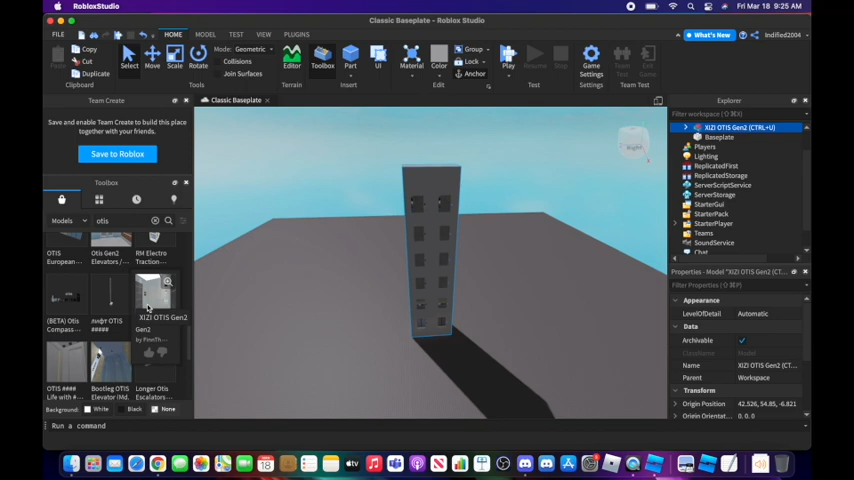 RobloxStudio
Fri Mar 18 9:25 AM
Classic Baseplate - Roblox Studio
FILE
HOME
MODEL
TEST
VIEW
PLUGINS
What's New
Indified2004
Paste
Copy
Cut
Duplicate
Clipboard
Select
Move
Scale
Rotate
Mode: Geometric
Collisions
Join Surfaces
Tools
Editor
Terrain
Toolbox
Part
UI
Insert
Material
Color
Group
Lock
Anchor
Edit
Play
Resume
Stop
Test
Game Settings
Settings
Team Test
Exit Game
Team Test
Team Create
Save and enable Team Create to build this place together with your friends.
Save to Roblox
Toolbox
Models
otis
OTIS European...
Otis Gen2 Elevators /...
RM Electro Traction...
(BETA) Otis Compass...
лифт OTIS #####
XIZI OTIS Gen2
Gen2
by FinnTh...
OTIS #### Life with #...
Bootleg OTIS Elevator (Md...
Longer Otis Escalators...
Background:
White
Black
None
Run a command
Classic Baseplate
Right
Explorer
Filter workspace (⇧⌘X)
XIZI OTIS Gen2 (CTRL+U)
Baseplate
Players
Lighting
ReplicatedFirst
ReplicatedStorage
ServerScriptService
ServerStorage
StarterGui
StarterPack
StarterPlayer
Teams
SoundService
Chat
Properties - Model "XIZI OTIS Gen2 (CT...
Filter Properties (⇧⌘P)
Appearance
LevelOfDetail
Automatic
Data
Archivable
ClassName
Model
Name
XIZI OTIS Gen2 (CT...
Parent
Workspace
Transform
Origin Position
42.526, 54.85, -6.821
Origin Orientat...
0, 0, 0